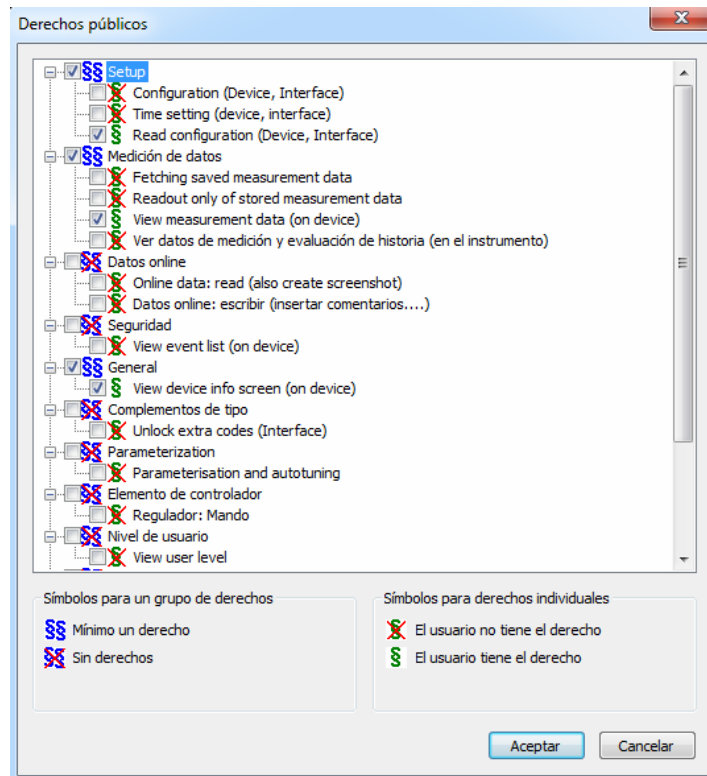 Derechos públicos
Setup
Configuration (Device, Interface)
Time setting (device, interface)
Read configuration (Device, Interface)
Medición de datos
Fetching saved measurement data
Readout only of stored measurement data
View measurement data (on device)
Ver datos de medición y evaluación de historia (en el instrumento)
Datos online
Online data: read (also create screenshot)
Datos online: escribir (insertar comentarios....)
Seguridad
View event list (on device)
General
View device info screen (on device)
Complementos de tipo
Unlock extra codes (Interface)
Parameterization
Parameterisation and autotuning
Elemento de controlador
Regulador: Mando
Nivel de usuario
View user level
Símbolos para un grupo de derechos
§§ Mínimo un derecho
§§ Sin derechos
Símbolos para derechos individuales
§ El usuario no tiene el derecho
§ El usuario tiene el derecho
Aceptar
Cancelar